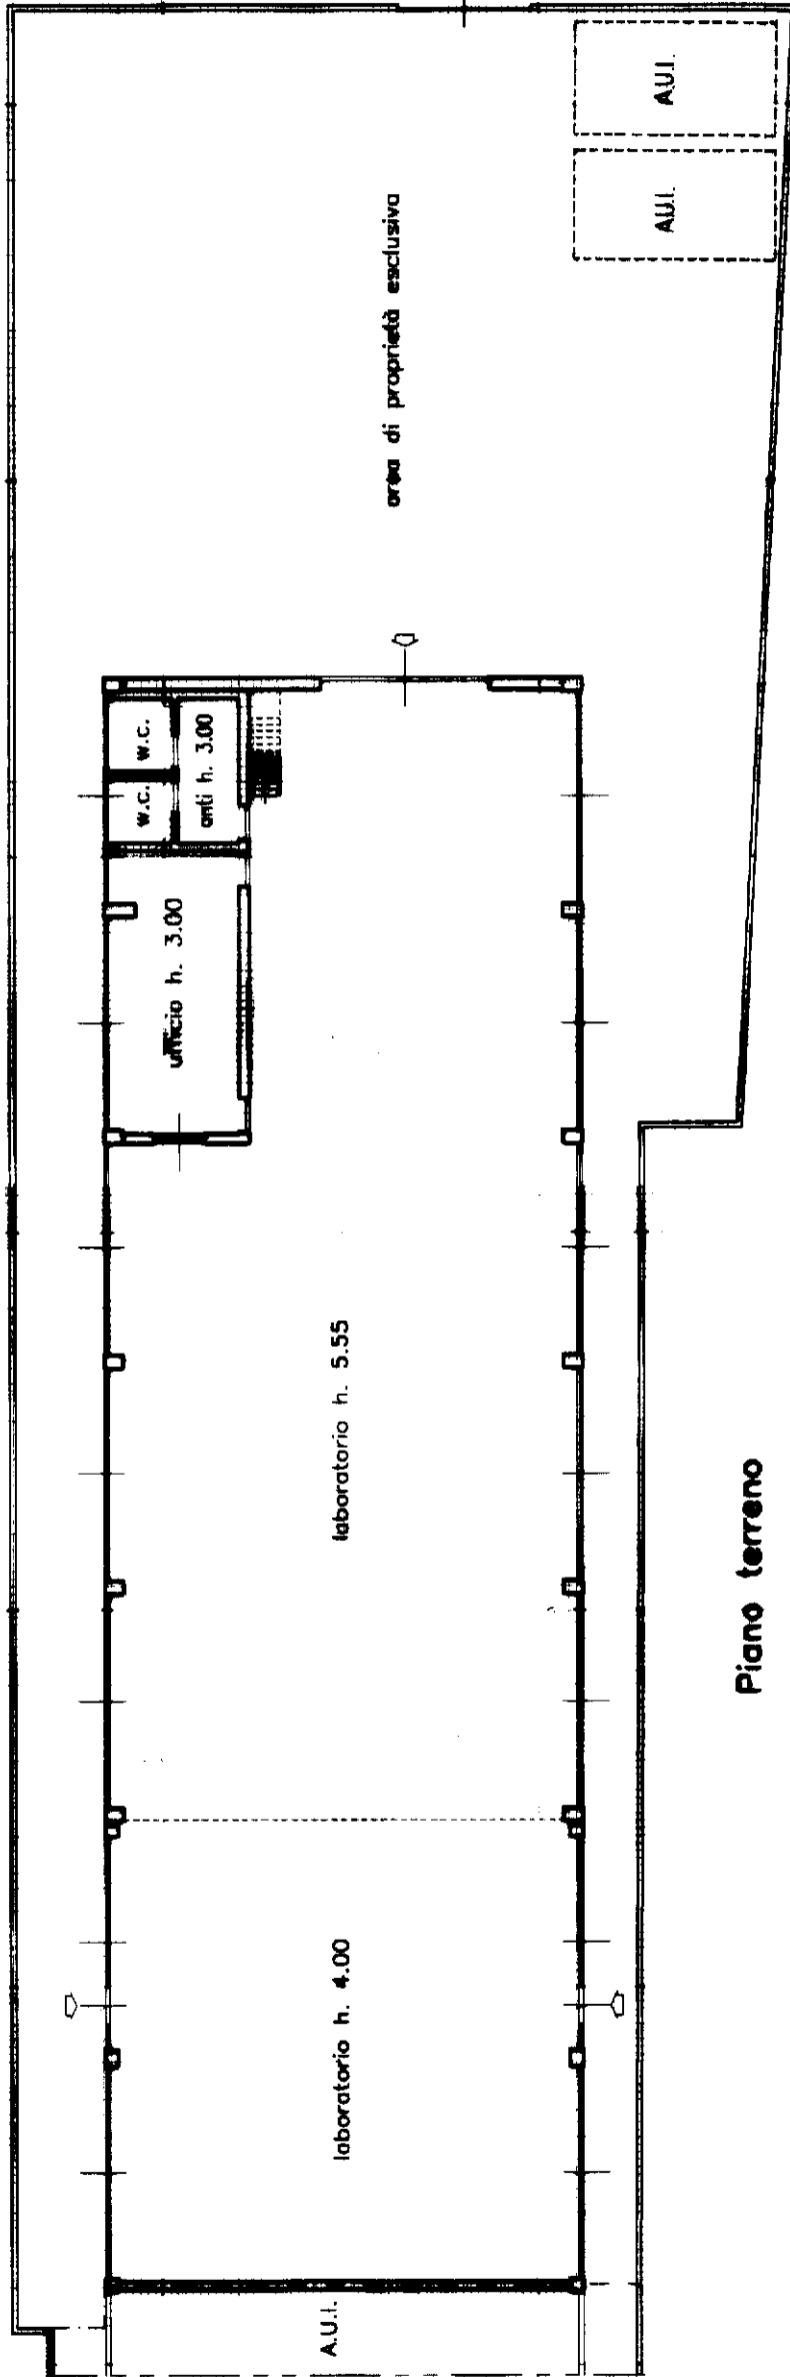 A.U.I.
A.U.I.
area di proprietà esclusiva
w.c.
w.c.
anti h. 3.00
ufficio h. 3.00
laboratorio h. 5.55
Piano terreno
laboratorio h. 4.00
A.U.I.